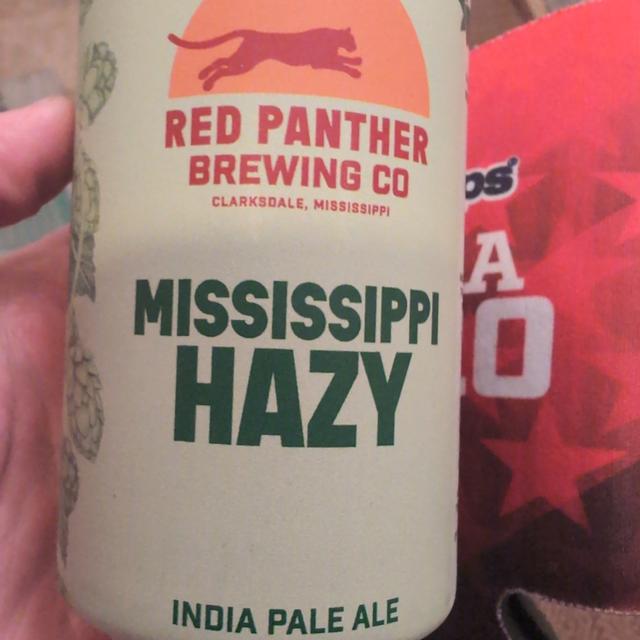 RED PANTHER
BREWING CO
CLARKSDALE, MISSISSIPPI
MISSISSIPPI
HAZY
INDIA PALE ALE